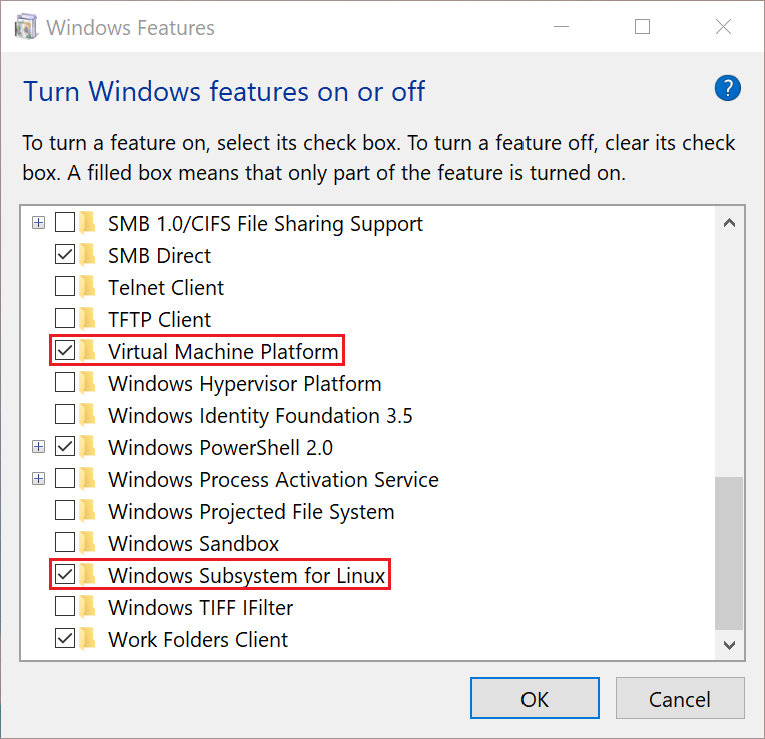 Windows Features
Turn Windows features on or off
?
To turn a feature on, select its check box. To turn a feature off, clear its check
box. A filled box means that only part of the feature is turned on.
SMB 1.0/CIFS File Sharing Support
SMB Direct
Telnet Client
TFTP Client
Virtual Machine Platform
Windows Hypervisor Platform
Windows Identity Foundation 3.5
Windows PowerShell 2.0
Windows Process Activation Service
Windows Projected File System
Windows Sandbox
Windows Subsystem for Linux
Windows TIFF IFilter
Work Folders Client
OK
Cancel